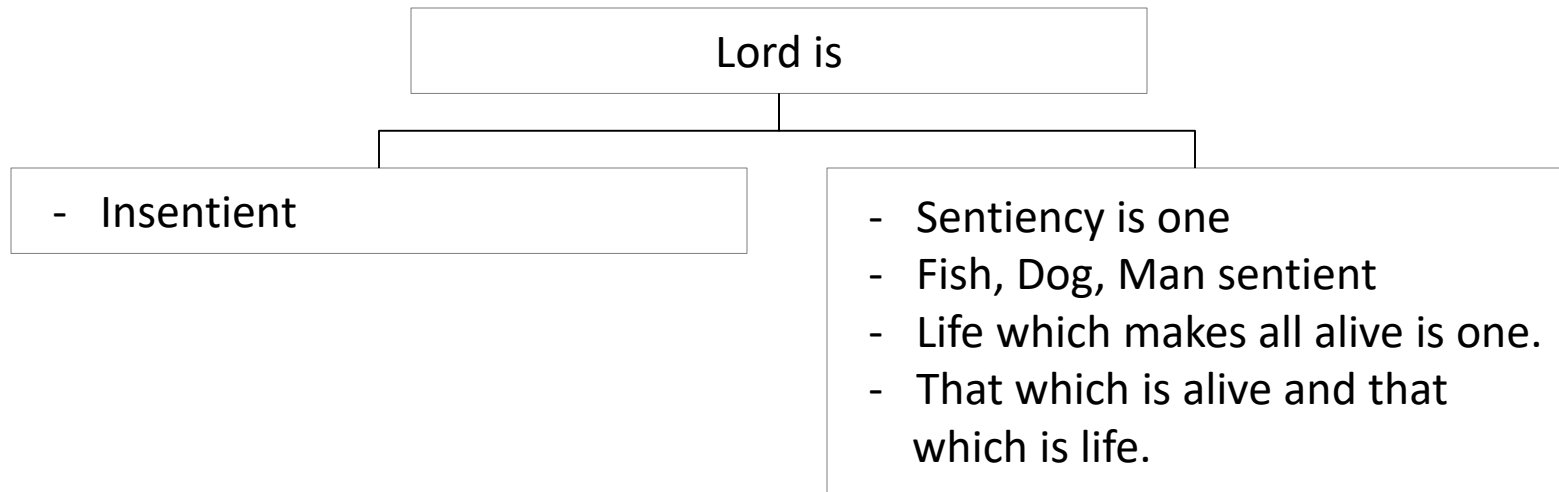 Lord is
- Insentient
- Sentiency is one
- Fish, Dog, Man sentient
- Life which makes all alive is one.
- That which is alive and that
which is life.